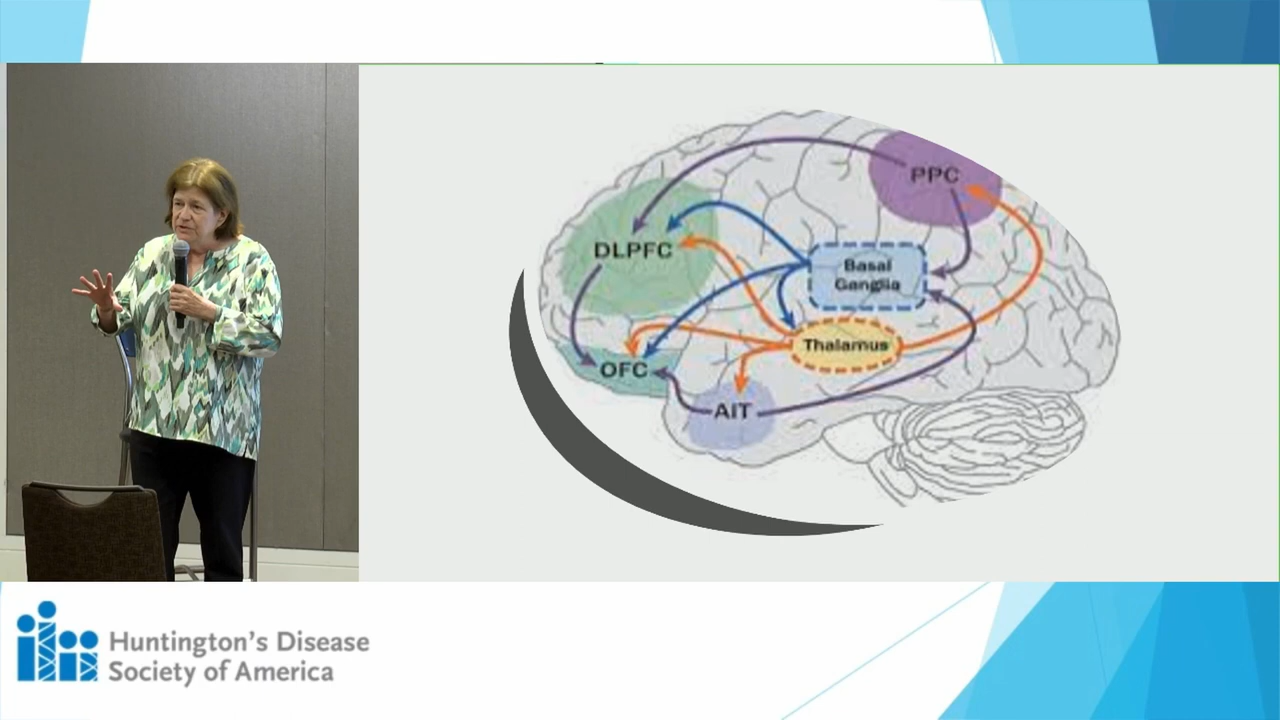 PPC
DLPFC
Basal
Ganglia
Thalamus
OFC
AIT
Huntington's Disease
Society of America